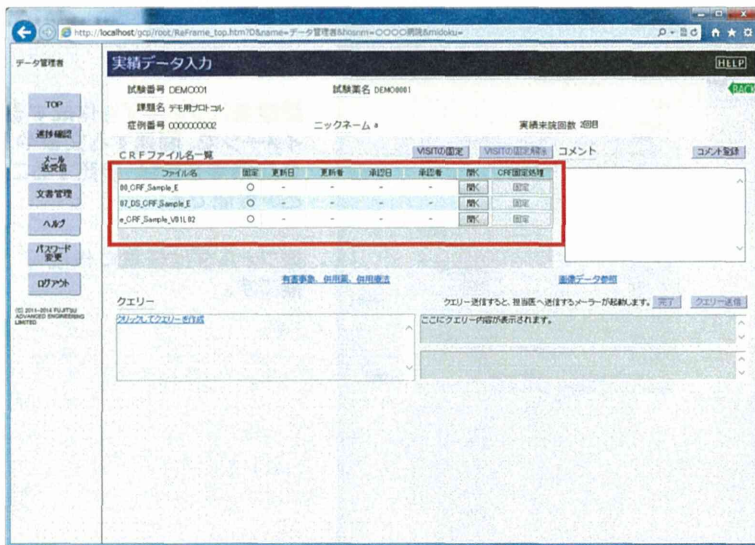 http://localhost/gcp/root/ReFrame_top.htm?D&name=データ管理者&hosnm=○○○○病院&midoku=
データ管理者
実績データ入力
HELP
BACK
TOP
進捗確認
メール
送受信
文書管理
ヘルプ
パスワード
変更
ログアウト
(C) 2011-2014 FUJITSU
ADVANCED ENGINEERING
LIMITED
試験番号 DEMO001 試験薬名 DEMO0001
課題名 デモ用プロトコル
症例番号 0000000002 ニックネーム a 実績来院回数 2回目
CRFファイル名一覧 VISITの固定 VISITの固定解除 コメント コメント登録
ファイル名 固定 更新日 更新者 承認日 承認者 開く CRF固定処理
06_CRF_Sample_E ○ - - - - 開く 固定
07_DS_CRF_Sample_E ○ - - - - 開く 固定
e_CRF_Sample_V01L02 ○ - - - - 開く 固定
有害事象、併用薬、併用療法 画像データ参照
クエリー クエリー送信すると、担当医へ送信するメーラーが起動します。 完了 クエリー送信
クリックしてクエリーを作成 ここにクエリー内容が表示されます。